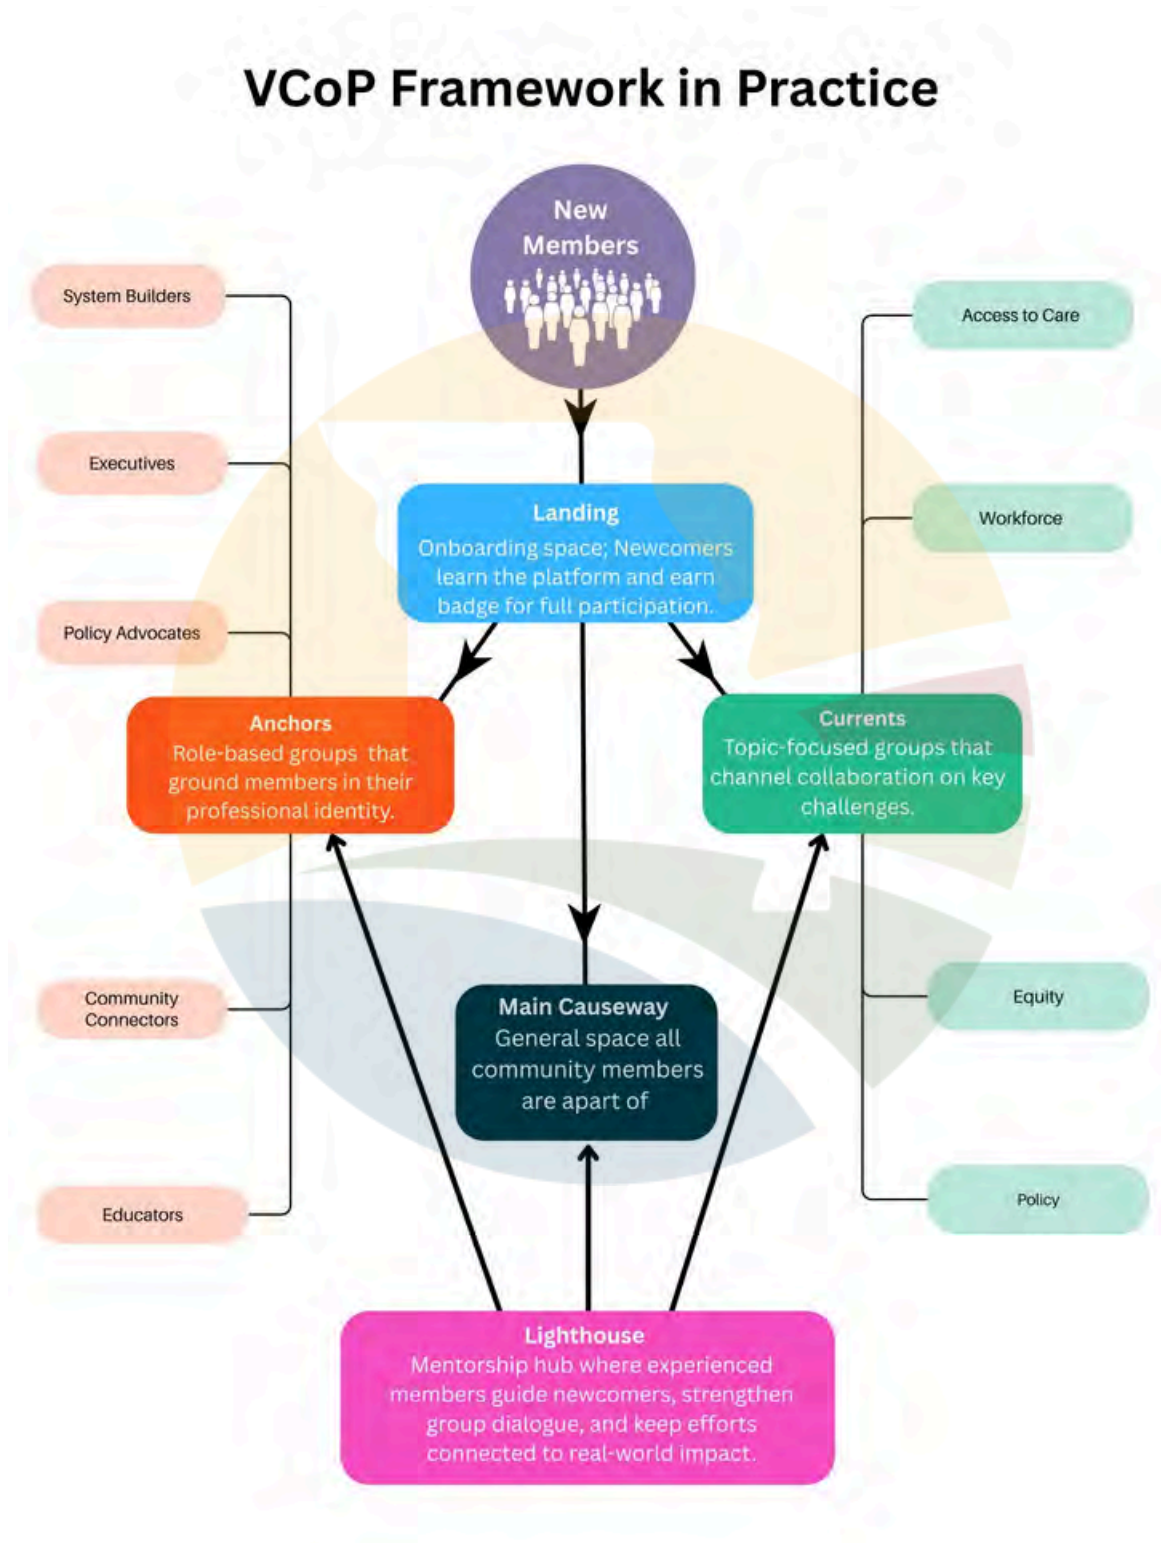 VCoP Framework in Practice
New
Members
System Builders
Executives
Policy Advocates
Access to Care
Workforce
Landing
Onboarding space; Newcomers
learn the platform and earn
badge for full participation.
Anchors
Role-based groups that
ground members in their
professional identity.
Currents
Topic-focused groups that
channel collaboration on key
challenges.
Community
Connectors
Educators
Main Causeway
General space all
community members
are apart of
Equity
Policy
Lighthouse
Mentorship hub where experienced
members guide newcomers, strengthen
group dialogue, and keep efforts
connected to real-world impact.